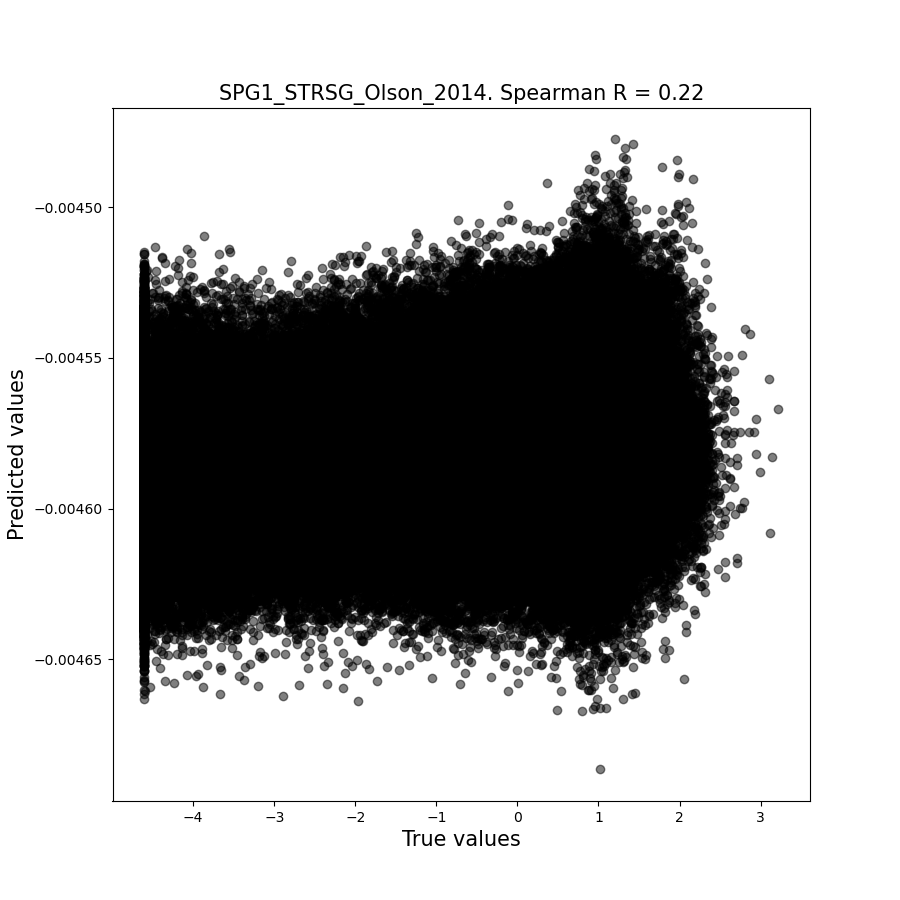 SPG1_STRSG_Olson_2014. Spearman R = 0.22
−0.00450
−0.00455
−0.00460
−0.00465
Predicted values
−4 −3 −2 −1 0 1 2 3
True values